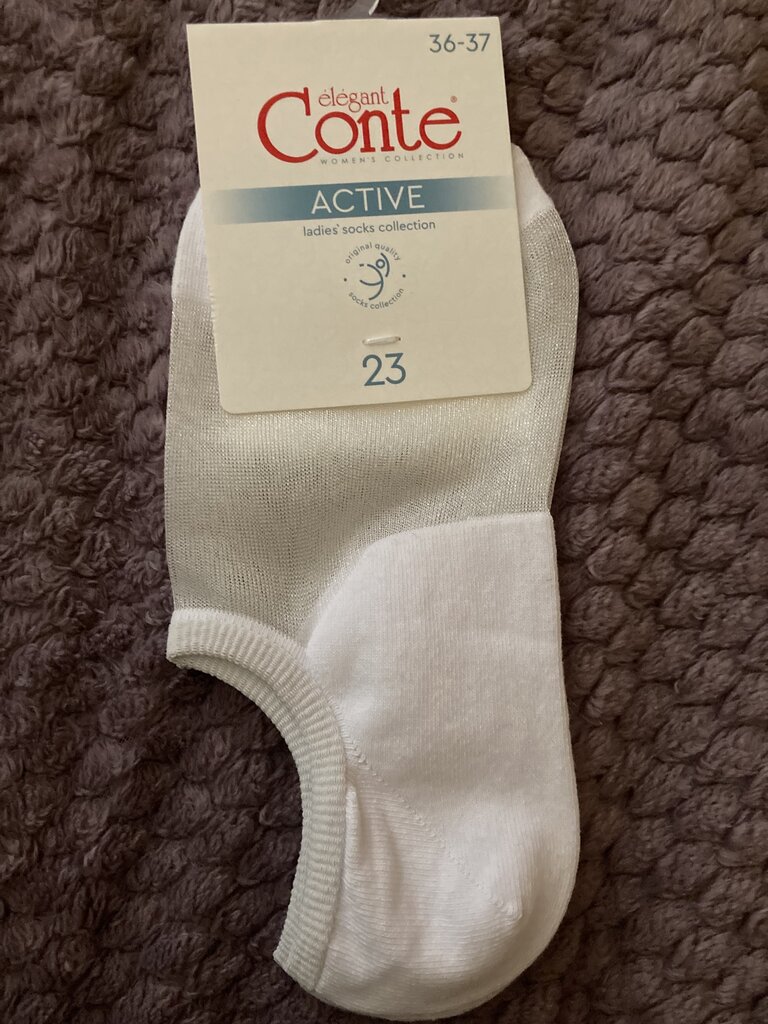 36-37
élégant
Conte®
WOMEN'S COLLECTION
ACTIVE
ladies' socks collection
original quality
socks collection
23